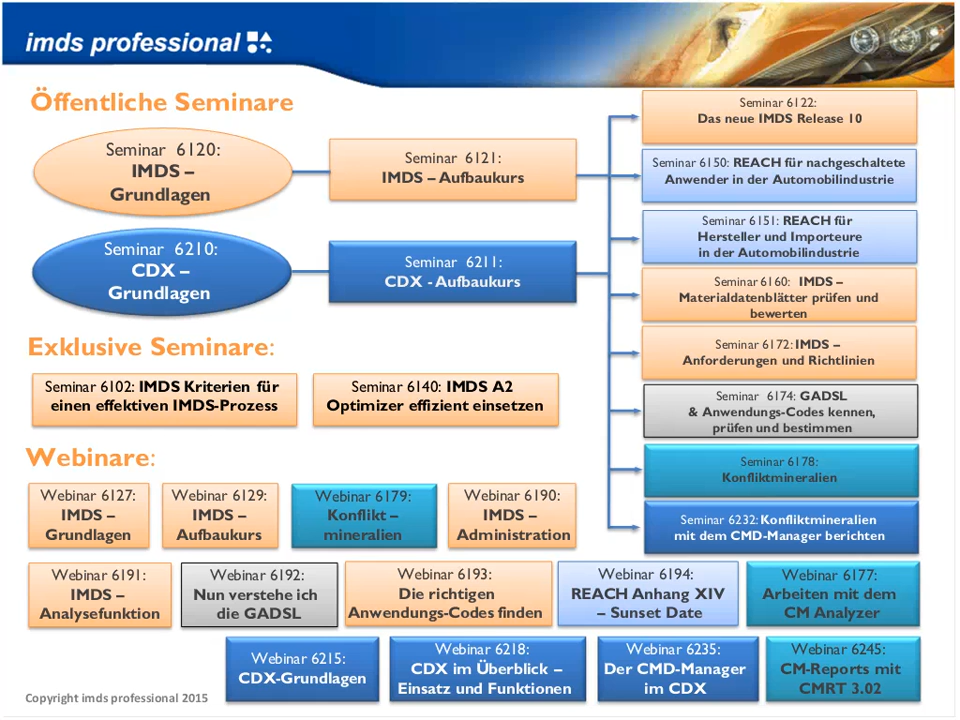 imds professional
Öffentliche Seminare
Seminar 6120:
IMDS –
Grundlagen
Seminar 6121:
IMDS – Aufbaukurs
Seminar 6210:
CDX –
Grundlagen
Seminar 6211:
CDX - Aufbaukurs
Seminar 6122:
Das neue IMDS Release 10
Seminar 6150: REACH für nachgeschaltete
Anwender in der Automobilindustrie
Seminar 6151: REACH für
Hersteller und Importeure
in der Automobilindustrie
Seminar 6160: IMDS –
Materialdatenblätter prüfen und
bewerten
Seminar 6172: IMDS –
Anforderungen und Richtlinien
Seminar 6174: GADSL
& Anwendungs-Codes kennen,
prüfen und bestimmen
Seminar 6178:
Konfliktmineralien
Seminar 6232: Konfliktmineralien
mit dem CMD-Manager berichten
Exklusive Seminare:
Seminar 6102: IMDS Kriterien für
einen effektiven IMDS-Prozess
Seminar 6140: IMDS A2
Optimizer effizient einsetzen
Webinare:
Webinar 6127:
IMDS –
Grundlagen
Webinar 6129:
IMDS –
Aufbaukurs
Webinar 6179:
Konflikt –
mineralien
Webinar 6190:
IMDS –
Administration
Webinar 6191:
IMDS –
Analysefunktion
Webinar 6192:
Nun verstehe ich
die GADSL
Webinar 6193:
Die richtigen
Anwendungs-Codes finden
Webinar 6194:
REACH Anhang XIV
– Sunset Date
Webinar 6177:
Arbeiten mit dem
CM Analyzer
Webinar 6215:
CDX-Grundlagen
Webinar 6218:
CDX im Überblick –
Einsatz und Funktionen
Webinar 6235:
Der CMD-Manager
im CDX
Webinar 6245:
CM-Reports mit
CMRT 3.02
Copyright imds professional 2015